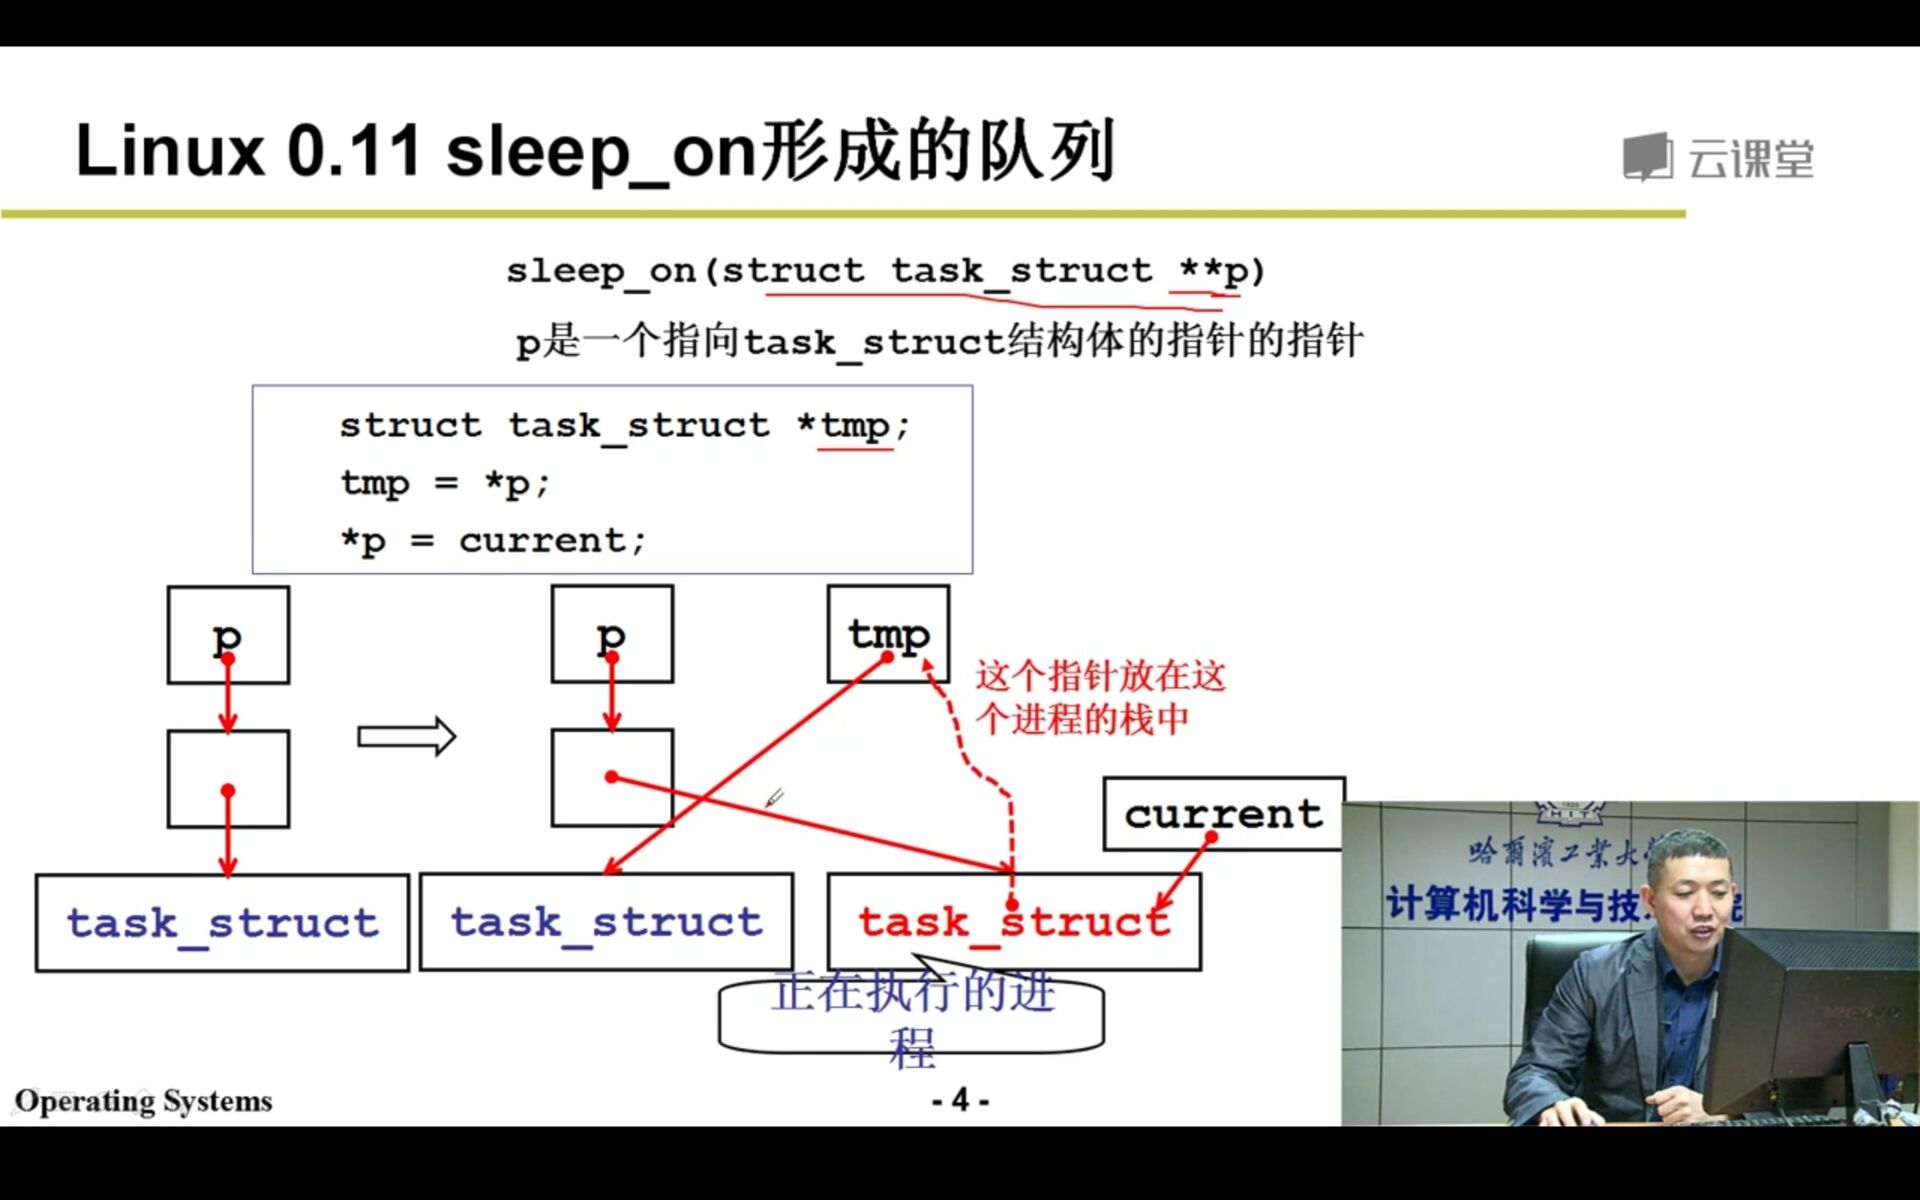 Linux 0.11 sleep_on形成的队列
云课堂
sleep_on(struct task_struct **p)
p是一个指向task_struct结构体的指针的指针
struct task_struct *tmp;
tmp = *p;
*p = current;
p
p
tmp
这个指针放在这
个进程的栈中
current
task_struct
task_struct
task_struct
正在执行的进
程
HIT
哈尔滨工业大
计算机科学与技
院
Operating Systems
- 4 -